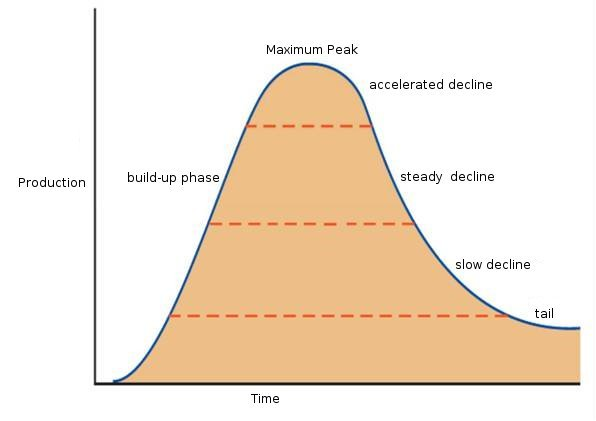 Maximum Peak
accelerated decline
build-up phase
steady decline
Production
slow decline
tail
Time